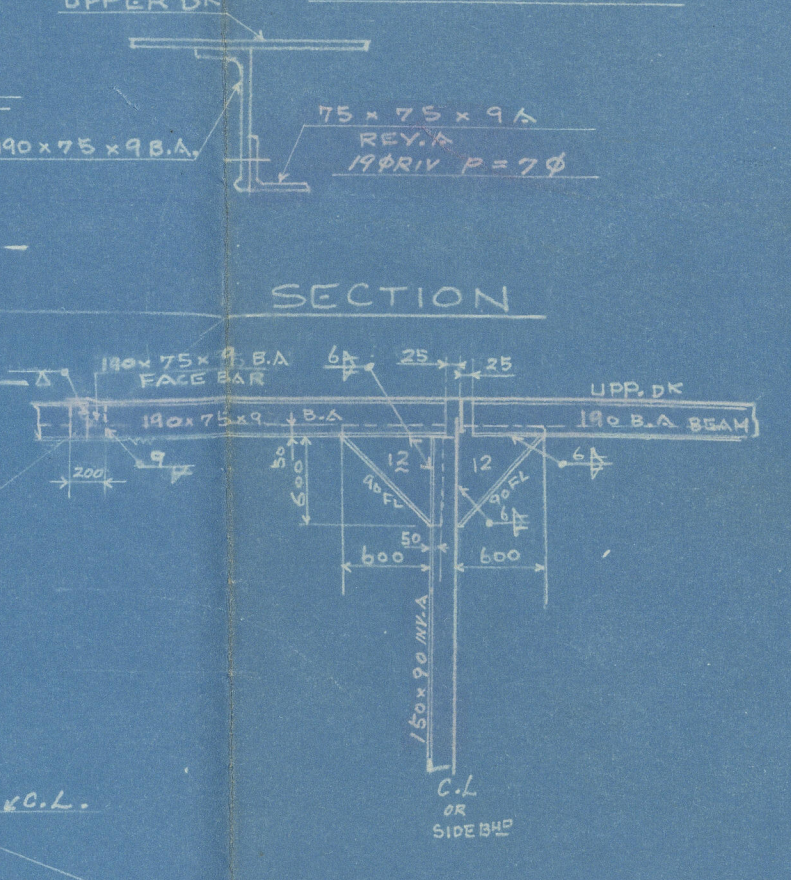 UPPER DK
75 x 75 x 9 A
REV. A
190 x 75 x 9 B.A.
19 ØRIV P = 7 Ø
SECTION
190 x 75 x 9 B.A
FACE BAR
6
25
25
UPP. DK
190 x 75 x 9 B.A
190 B.A BEAM
9
200
50
600
12
12
6
90 FL
90 FL
6
50
600
600
150 x 90 INV. A
C.L
OR
SIDE BHD
C.L.